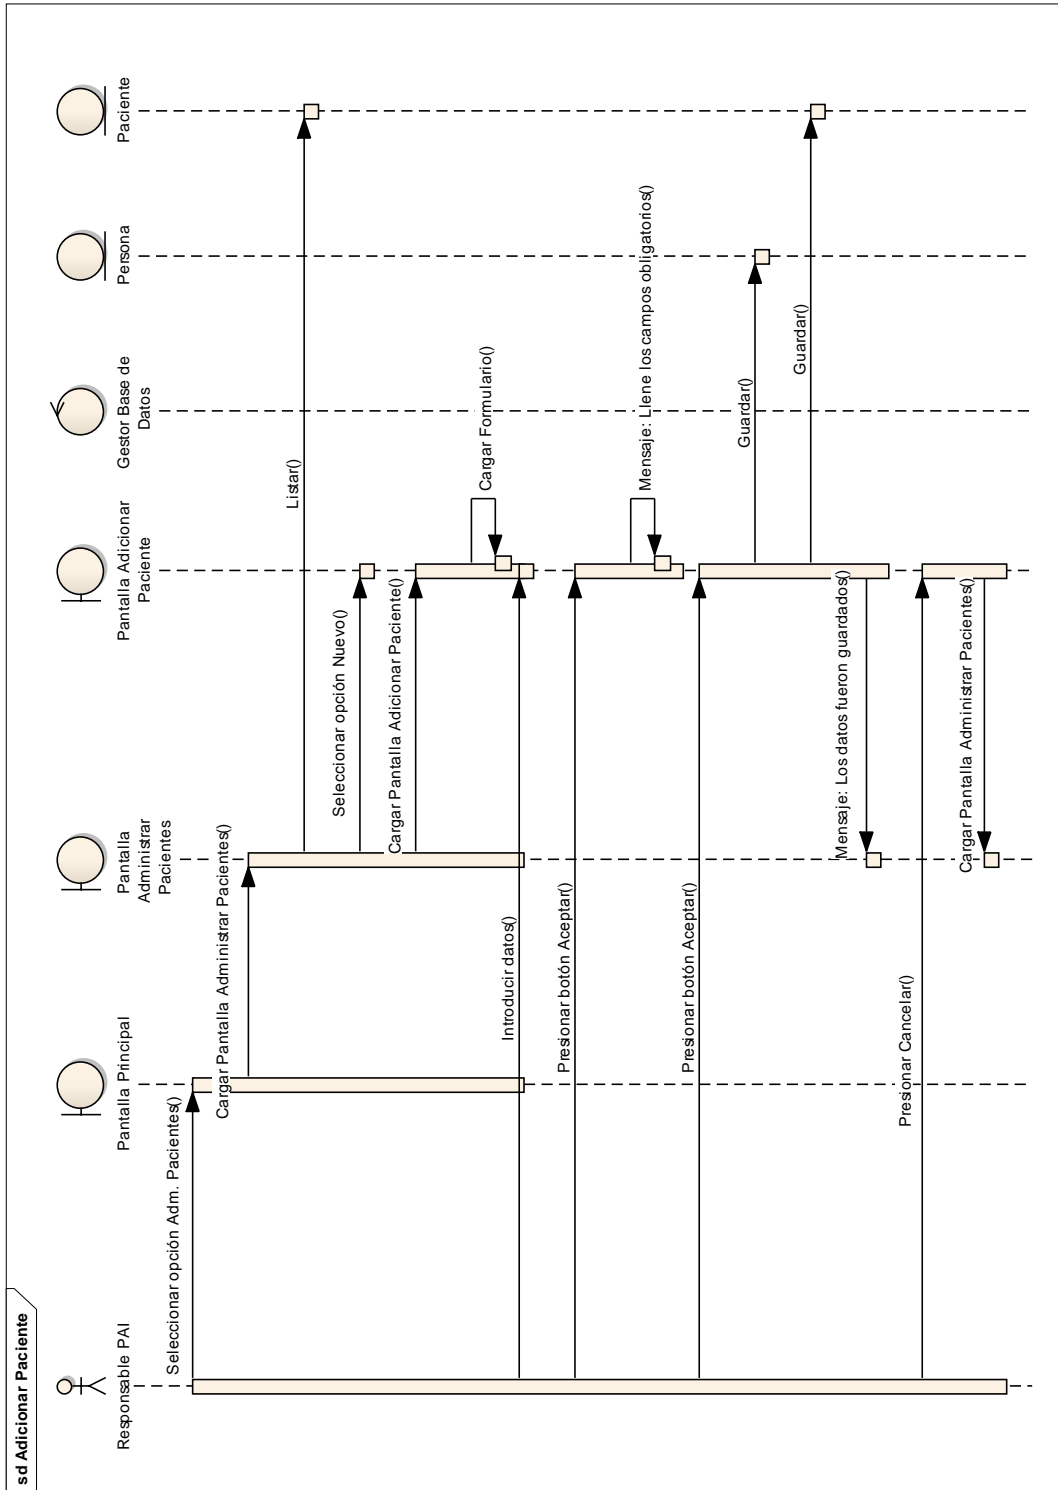 sd Adicionar Paciente
Responsable PAI
Pantalla Principal
Pantalla
Administrar
Pacientes
Pantalla Adicionar
Paciente
Gestor Base de
Datos
Persona
Paciente
Seleccionar opción Adm. Pacientes()
Cargar Pantalla Administrar Pacientes()
Listar()
Seleccionar opción Nuevo()
Cargar Pantalla Adicionar Paciente()
Cargar Formulario()
Introducir datos()
Presionar botón Aceptar()
Mensaje: Llene los campos obligatorios()
Presionar botón Aceptar()
Guardar()
Guardar()
Mensaje: Los datos fueron guardados()
Presionar Cancelar()
Cargar Pantalla Administrar Pacientes()